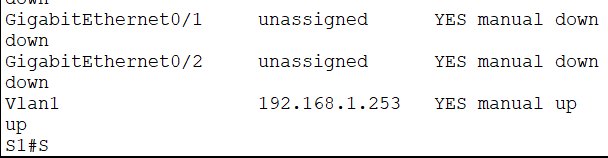 down
GigabitEthernet0/1 unassigned YES manual down
down
GigabitEthernet0/2 unassigned YES manual down
down
Vlan1 192.168.1.253 YES manual up
up
S1#S